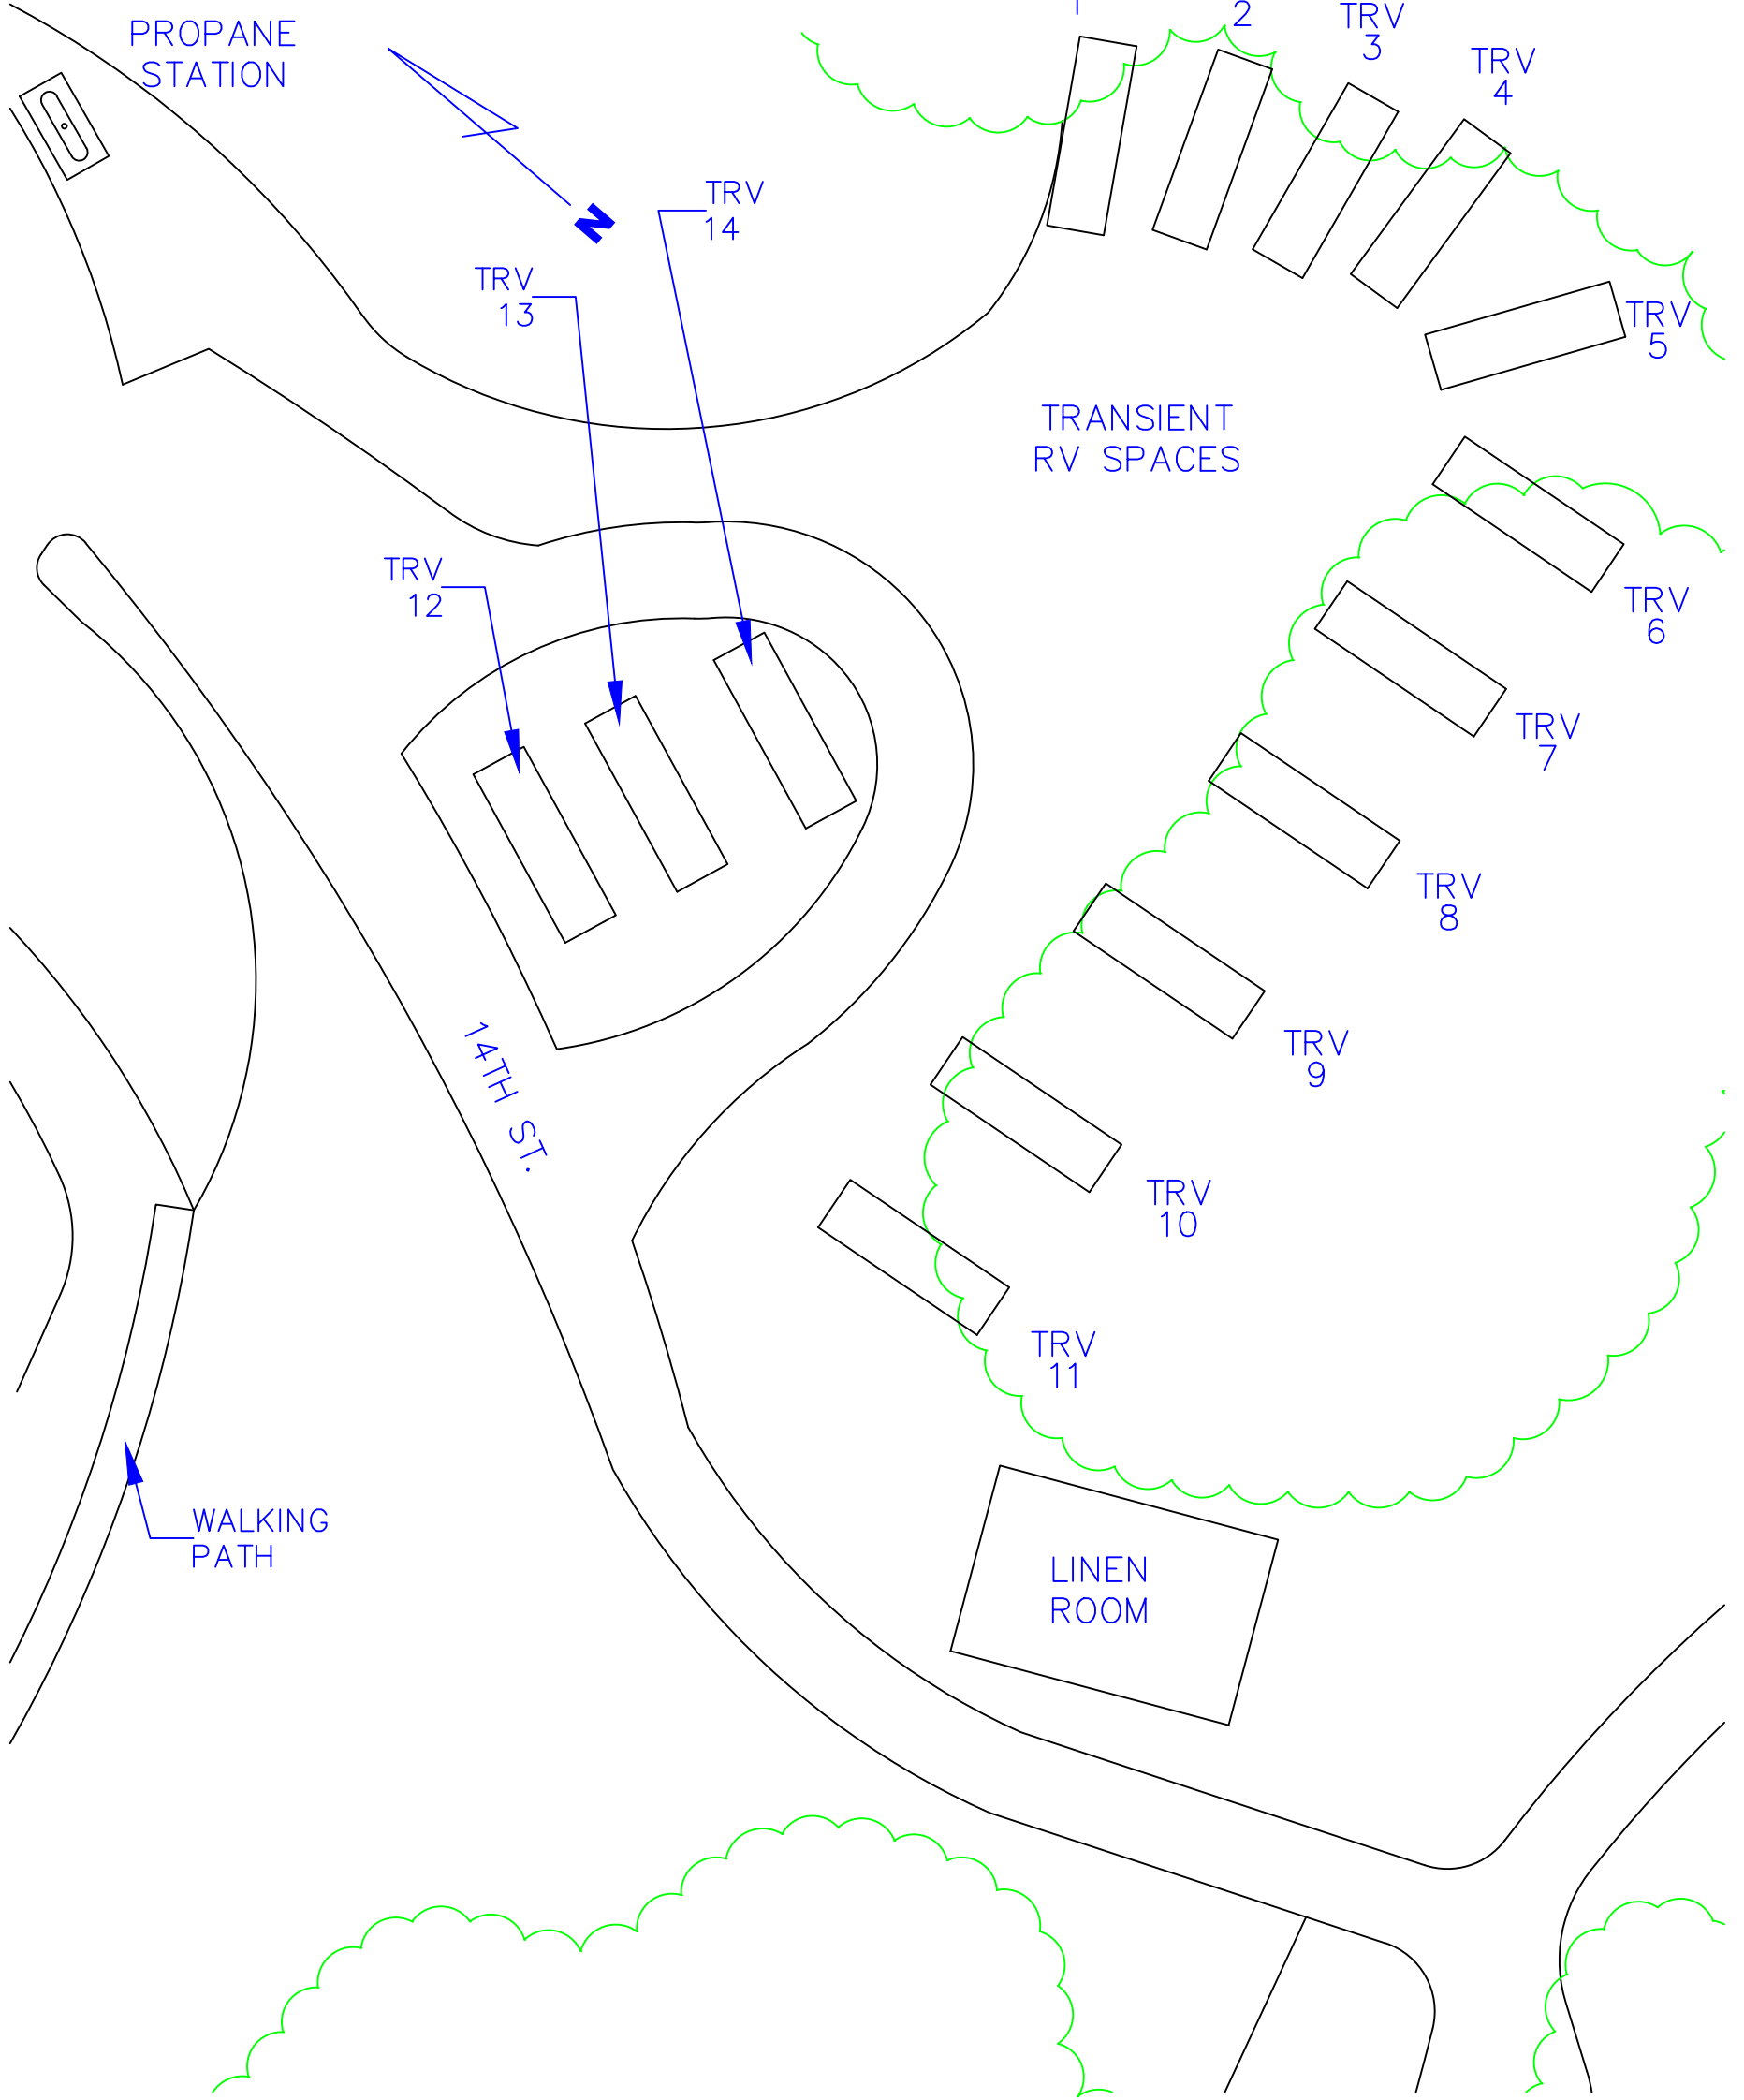 PROPANE
STATION
1
2
TRV
3
TRV
4
N
TRV
14
TRV
13
TRV
5
TRANSIENT
RV SPACES
TRV
12
TRV
6
TRV
7
TRV
8
TRV
9
14TH ST.
TRV
10
TRV
11
WALKING
PATH
LINEN
ROOM